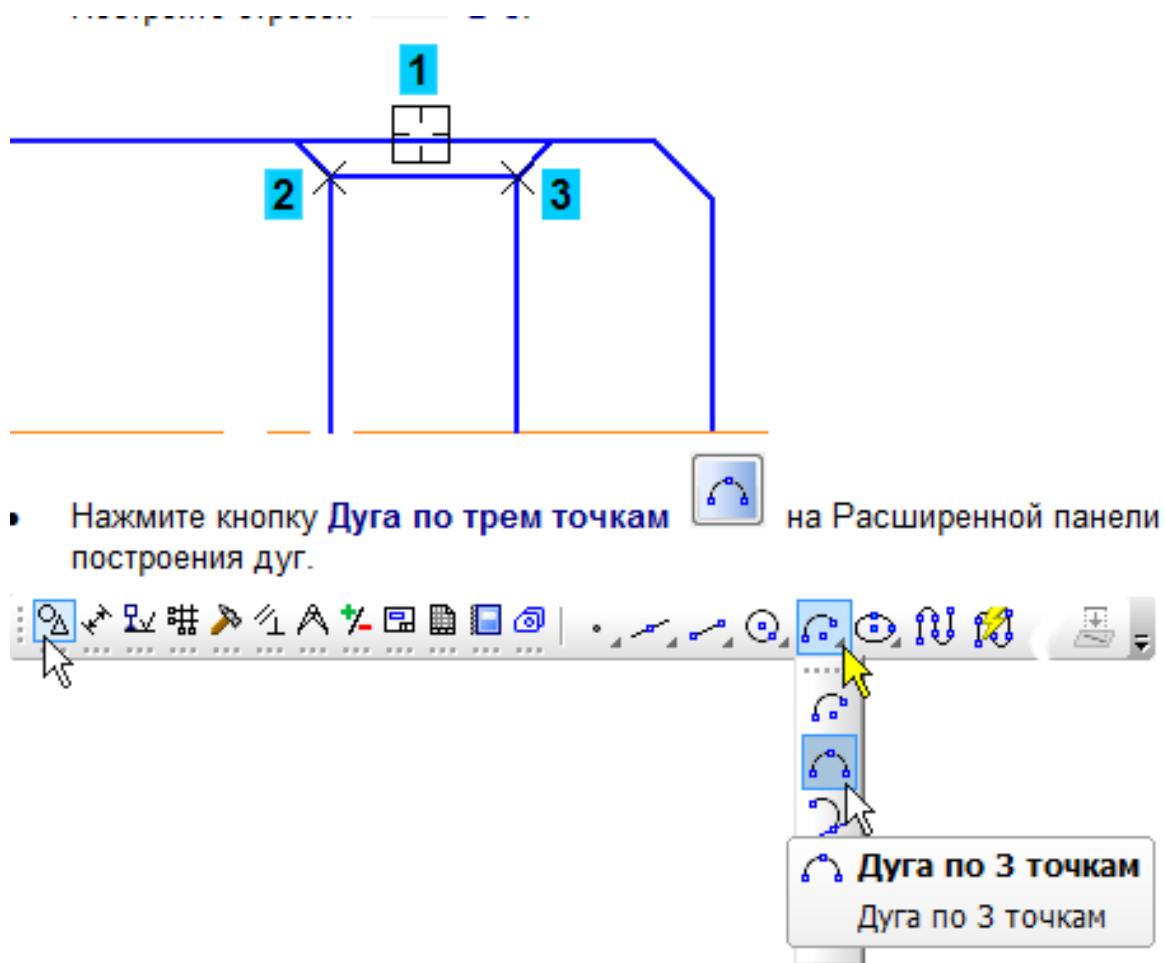 1
2
3
Нажмите кнопку Дуга по трем точкам на Расширенной панели
построения дуг.
Дуга по 3 точкам
Дуга по 3 точкам